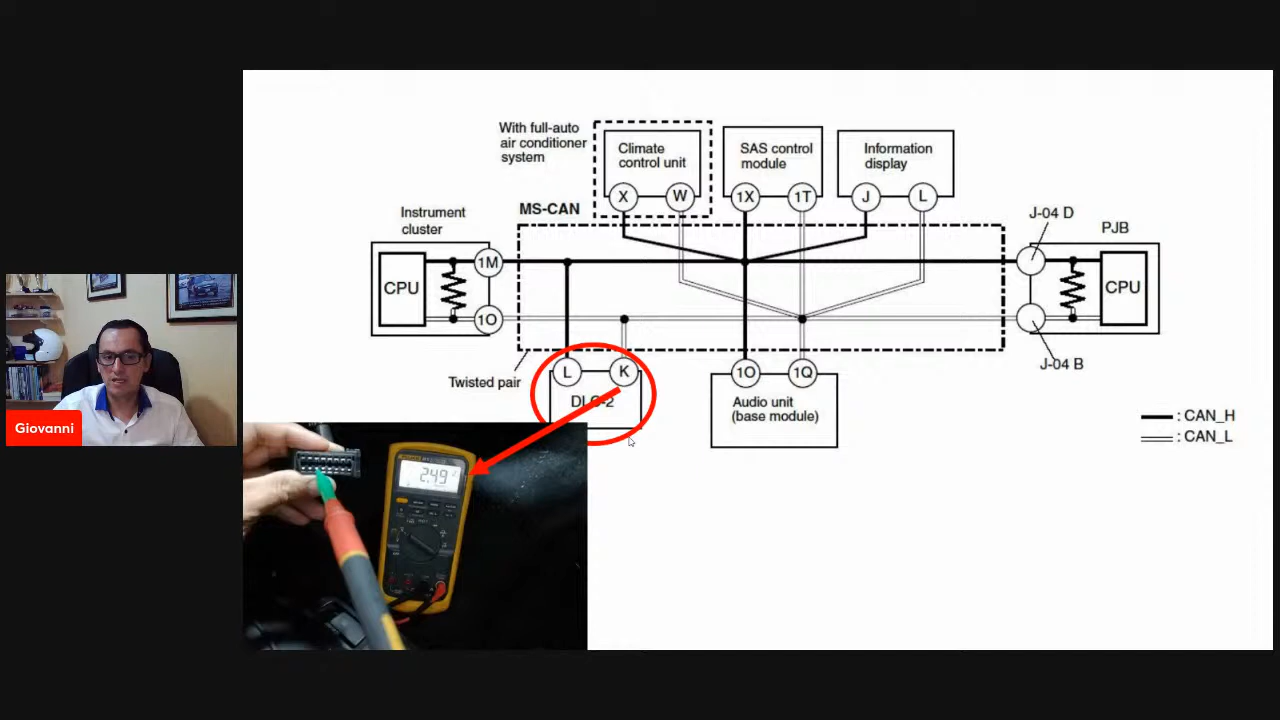 With full-auto
air conditioner
system
Climate
control unit
SAS control
module
Information
display
X
W
1X
1T
J
L
MS-CAN
Instrument
cluster
J-04 D
PJB
CPU
1M
1O
CPU
J-04 B
Twisted pair
L
K
DLC-2
1O
1Q
Audio unit
(base module)
: CAN_H
: CAN_L
Giovanni
2.49